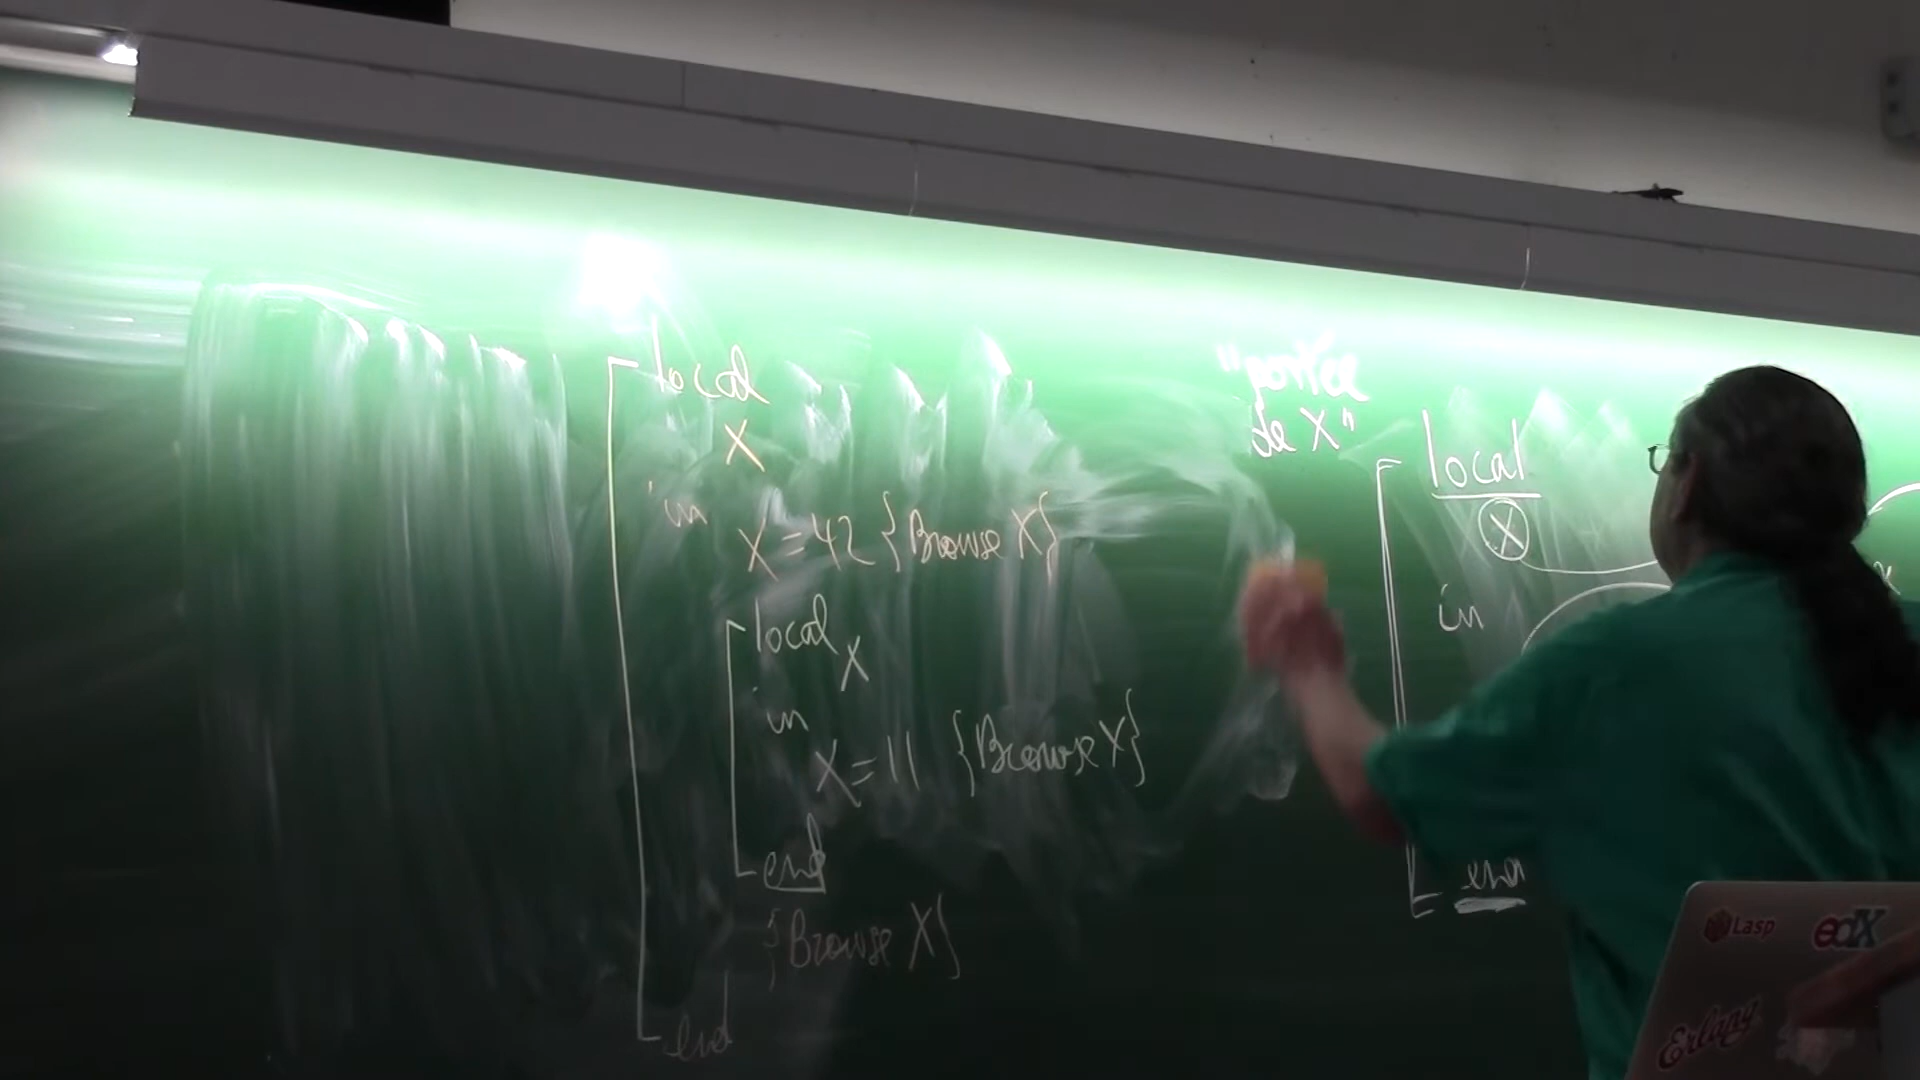 local
X
in
X = 42 {Browse X}
local X
in
X = 11 {Browse X}
end
{Browse X}
end
"portée
de X"
local
X
in
end
Lasp
edX
Erlang